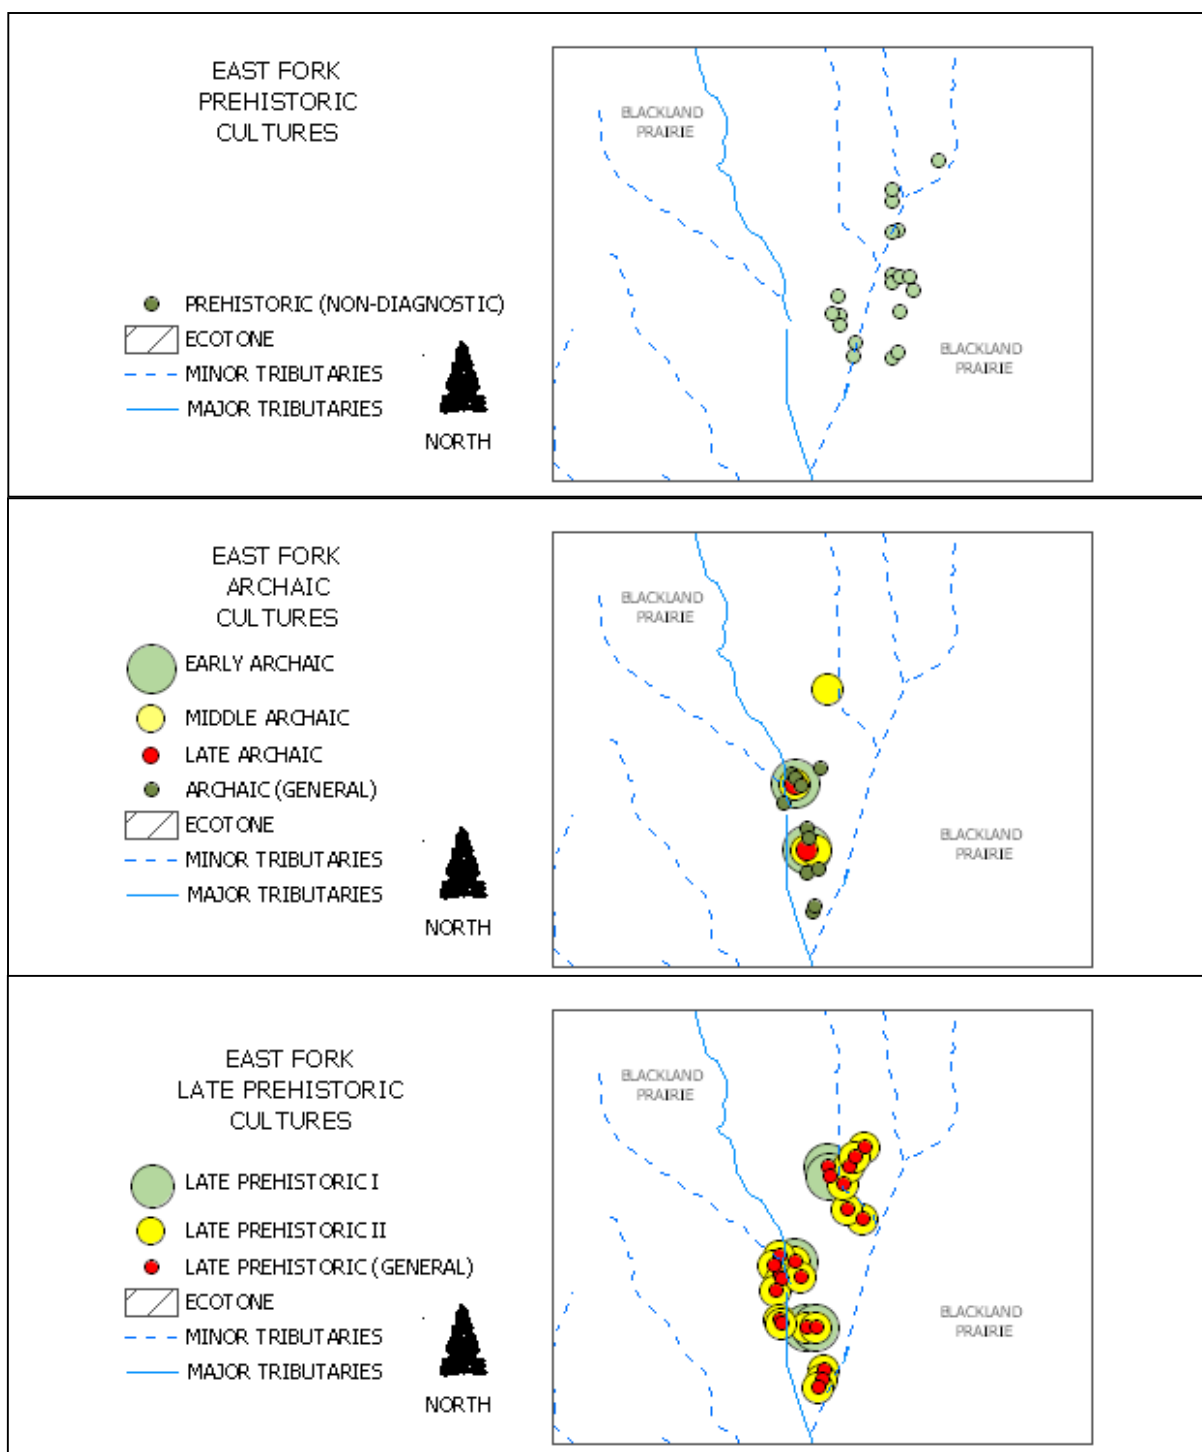 EAST FORK
PREHISTORIC
CULTURES
PREHISTORIC (NON-DIAGNOSTIC)
ECOTONE
MINOR TRIBUTARIES
MAJOR TRIBUTARIES
NORTH
BLACKLAND
PRAIRIE
BLACKLAND
PRAIRIE
EAST FORK
ARCHAIC
CULTURES
EARLY ARCHAIC
MIDDLE ARCHAIC
LATE ARCHAIC
ARCHAIC (GENERAL)
ECOTONE
MINOR TRIBUTARIES
MAJOR TRIBUTARIES
NORTH
BLACKLAND
PRAIRIE
BLACKLAND
PRAIRIE
EAST FORK
LATE PREHISTORIC
CULTURES
LATE PREHISTORIC I
LATE PREHISTORIC II
LATE PREHISTORIC (GENERAL)
ECOTONE
MINOR TRIBUTARIES
MAJOR TRIBUTARIES
NORTH
BLACKLAND
PRAIRIE
BLACKLAND
PRAIRIE